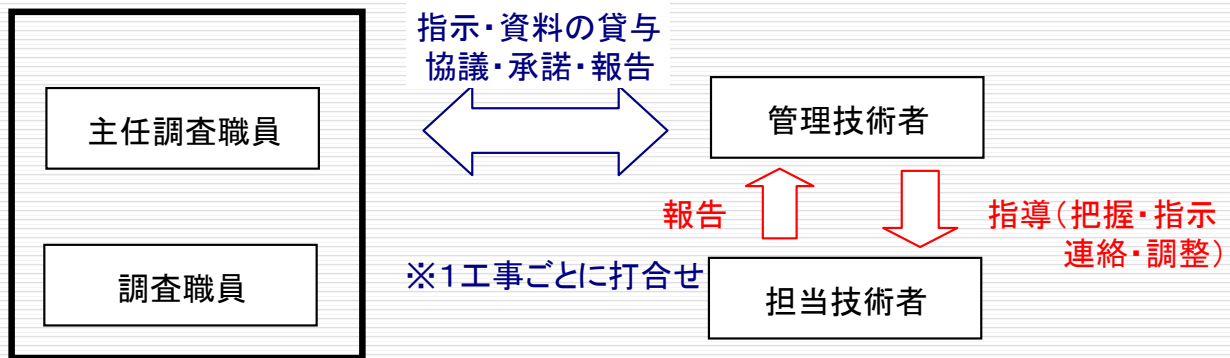 指示・資料の貸与
協議・承諾・報告
主任調査職員
管理技術者
報告
指導(把握・指示
連絡・調整)
※1工事ごとに打合せ
調査職員
担当技術者